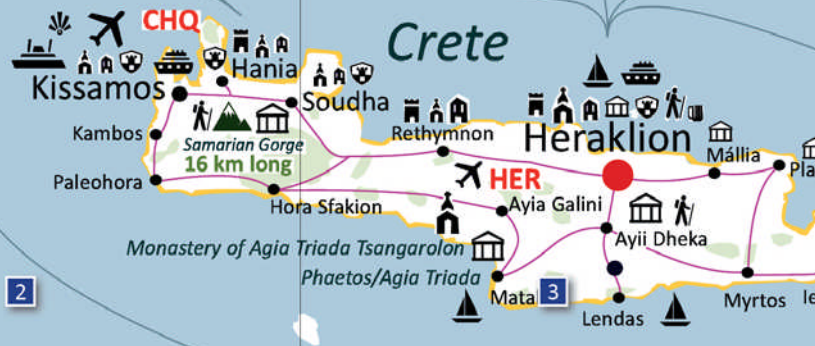 CHQ
Crete
Kissamos
Hania
Soudha
Heraklion
Kambos
Samarian Gorge
16 km long
Rethymnon
Mállia
Paleohora
HER
Hora Sfakion
Ayia Galini
Ayii Dheka
Monastery of Agia Triada Tsangarolon
Phaetos/Agia Triada
2
3
Lendas
Myrtos